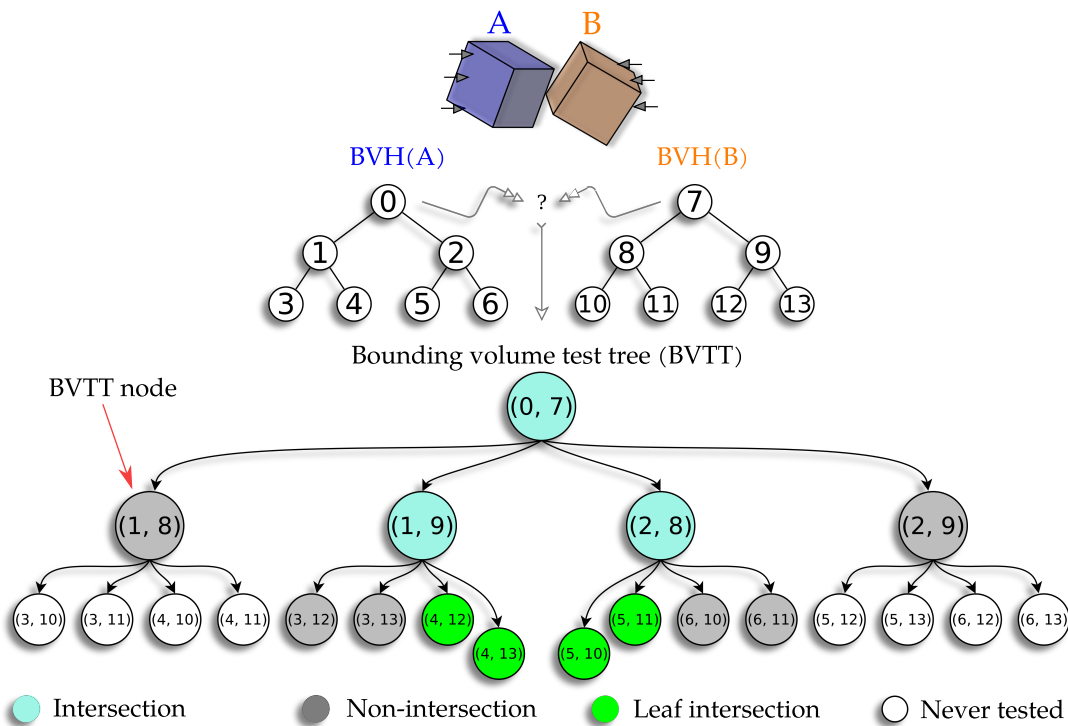 A B
BVH(A) BVH(B)
0 ? 7
1 2 8 9
3 4 5 6 10 11 12 13
Bounding volume test tree (BVTT)
BVTT node
(0, 7)
(1, 8) (1, 9) (2, 8) (2, 9)
(3, 10) (3, 11) (4, 10) (4, 11) (3, 12) (3, 13) (4, 12) (5, 11) (6, 10) (6, 11) (5, 12) (5, 13) (6, 12) (6, 13)
(4, 13) (5, 10)
Intersection Non-intersection Leaf intersection Never tested